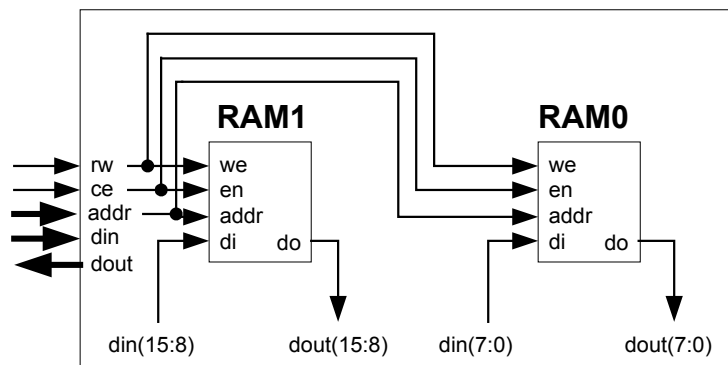 RAM1 RAM0
rw we we
ce en en
addr addr addr
din di do di do
dout
din(15:8) dout(15:8) din(7:0) dout(7:0)